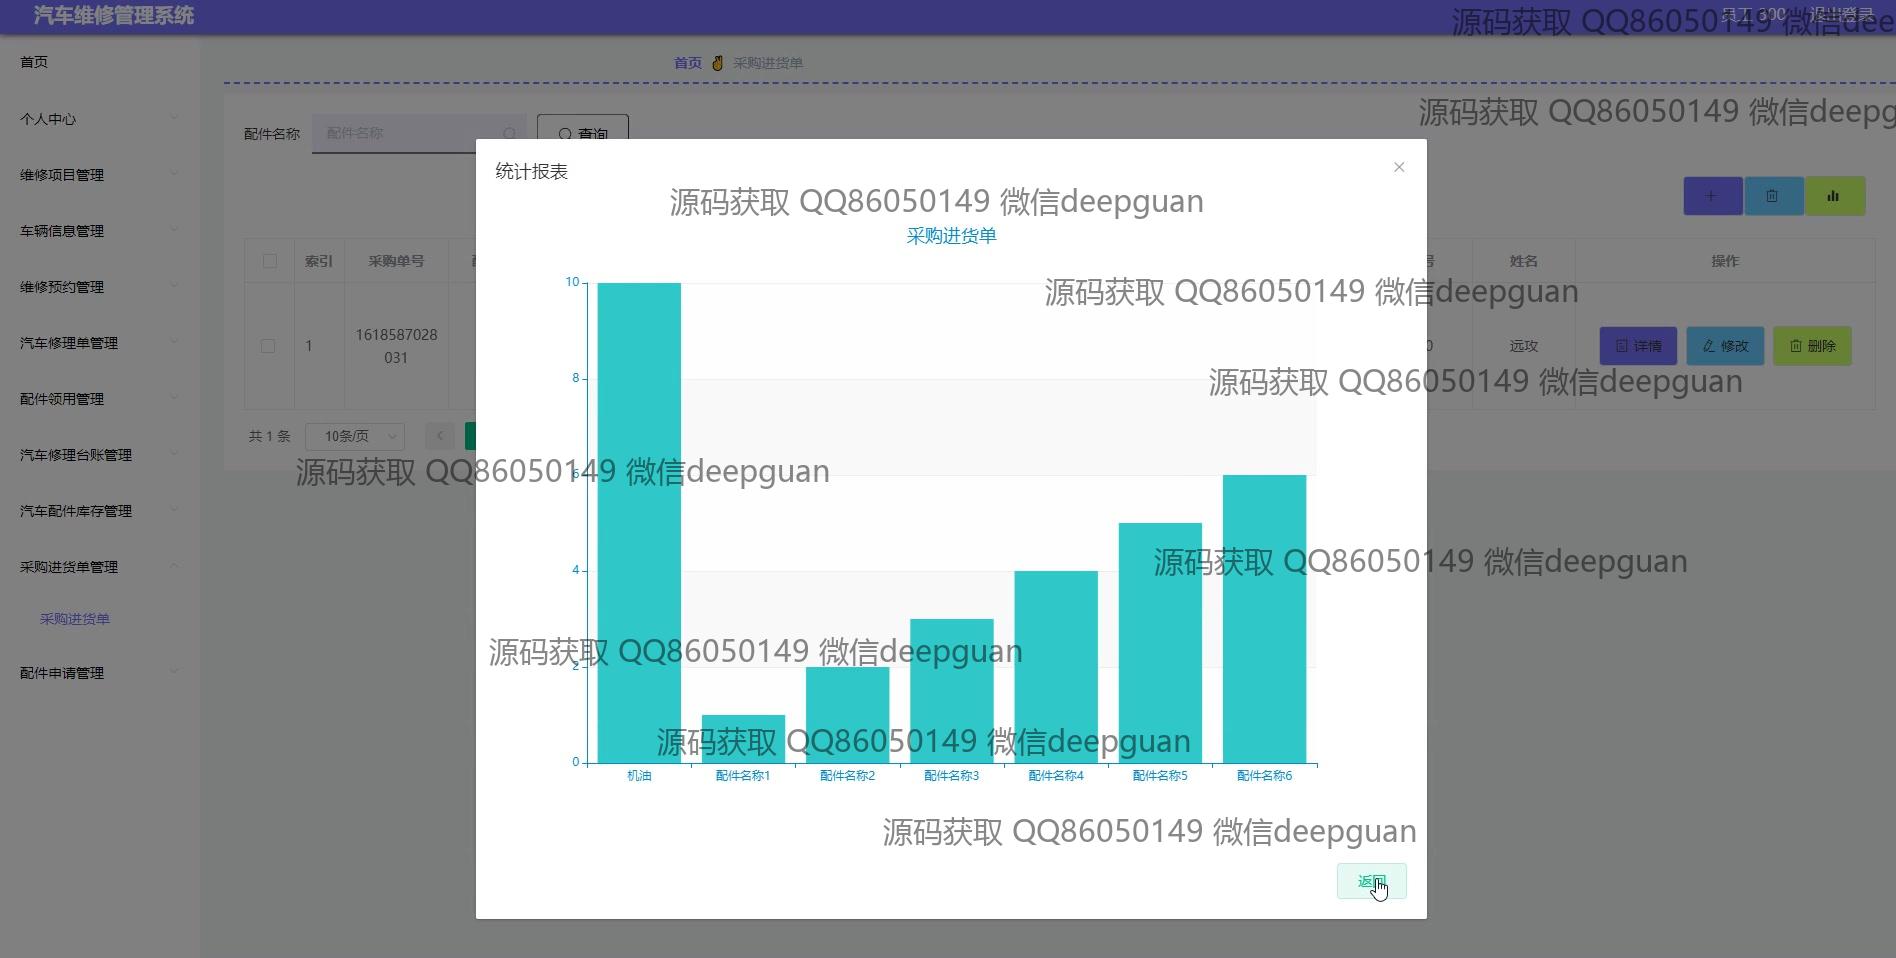 汽车维修管理系统
源码获取 QQ86050149 微信deep
首页
首页 采购进货单
个人中心
源码获取 QQ86050149 微信deepg
配件名称 配件名称 查询
维修项目管理
统计报表
源码获取 QQ86050149 微信deepguan
车辆信息管理
采购进货单
索引 采购单号 姓名 操作
维修预约管理
源码获取 QQ86050149 微信deepguan
10
汽车修理单管理
1 1618587028
031
远攻 详情 修改 删除
8
源码获取 QQ86050149 微信deepguan
配件领用管理
共 1 条 10条/页
汽车修理台账管理
源码获取 QQ86050149 微信deepguan
6
汽车配件库存管理
采购进货单管理
4
源码获取 QQ86050149 微信deepguan
采购进货单
源码获取 QQ86050149 微信deepguan
2
配件申请管理
源码获取 QQ86050149 微信deepguan
0
机油 配件名称1 配件名称2 配件名称3 配件名称4 配件名称5 配件名称6
源码获取 QQ86050149 微信deepguan
返回